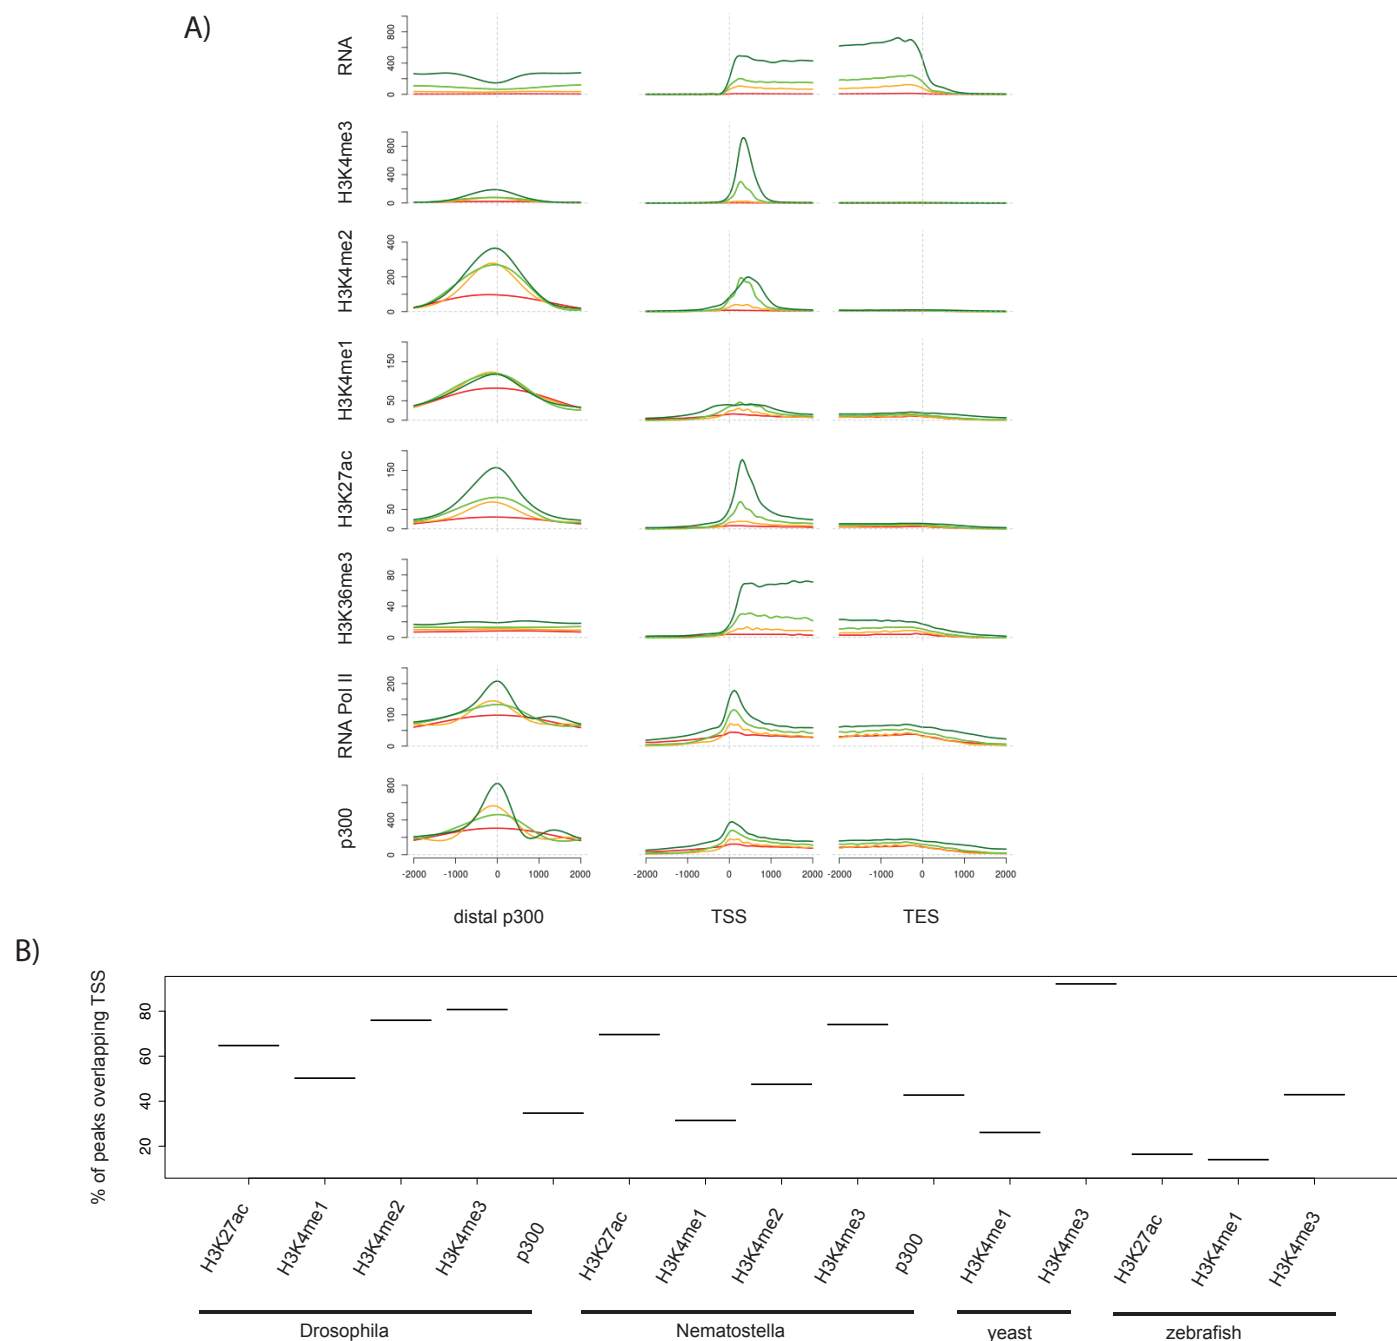 A)
RNA
0 400 800
H3K4me3
0 400 800
H3K4me2
0 200 400
H3K4me1
0 50 150
H3K27ac
0 50 150
H3K36me3
0 40 80
RNA Pol II
0 100 200
p300
0 400 800
-2000 -1000 0 1000 2000
-2000 -1000 0 1000 2000
-2000 -1000 0 1000 2000
distal p300 TSS TES
B)
% of peaks overlapping TSS
80
60
40
20
H3K27ac H3K4me1 H3K4me2 H3K4me3 p300 H3K27ac H3K4me1 H3K4me2 H3K4me3 p300 H3K4me1 H3K4me3 H3K27ac H3K4me1 H3K4me3
Drosophila Nematostella yeast zebrafish